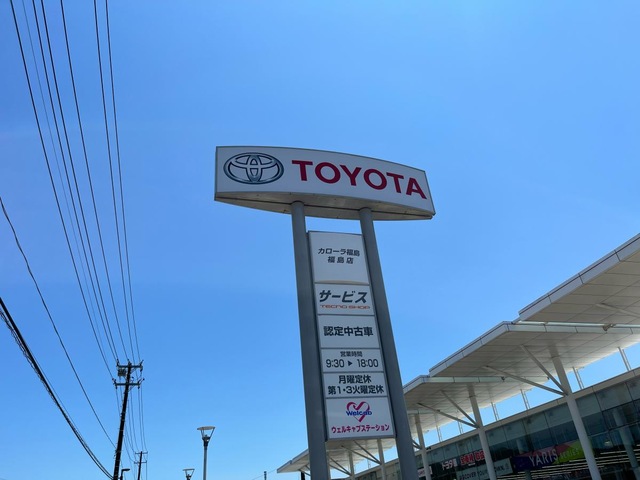 TOYOTA
カローラ福島
福島店
サービス
TECNO SHOP
認定中古車
営業時間
9:30 ▶ 18:00
月曜定休
第1・3火曜定休
Welcab
ウェルキャブステーション
YARIS